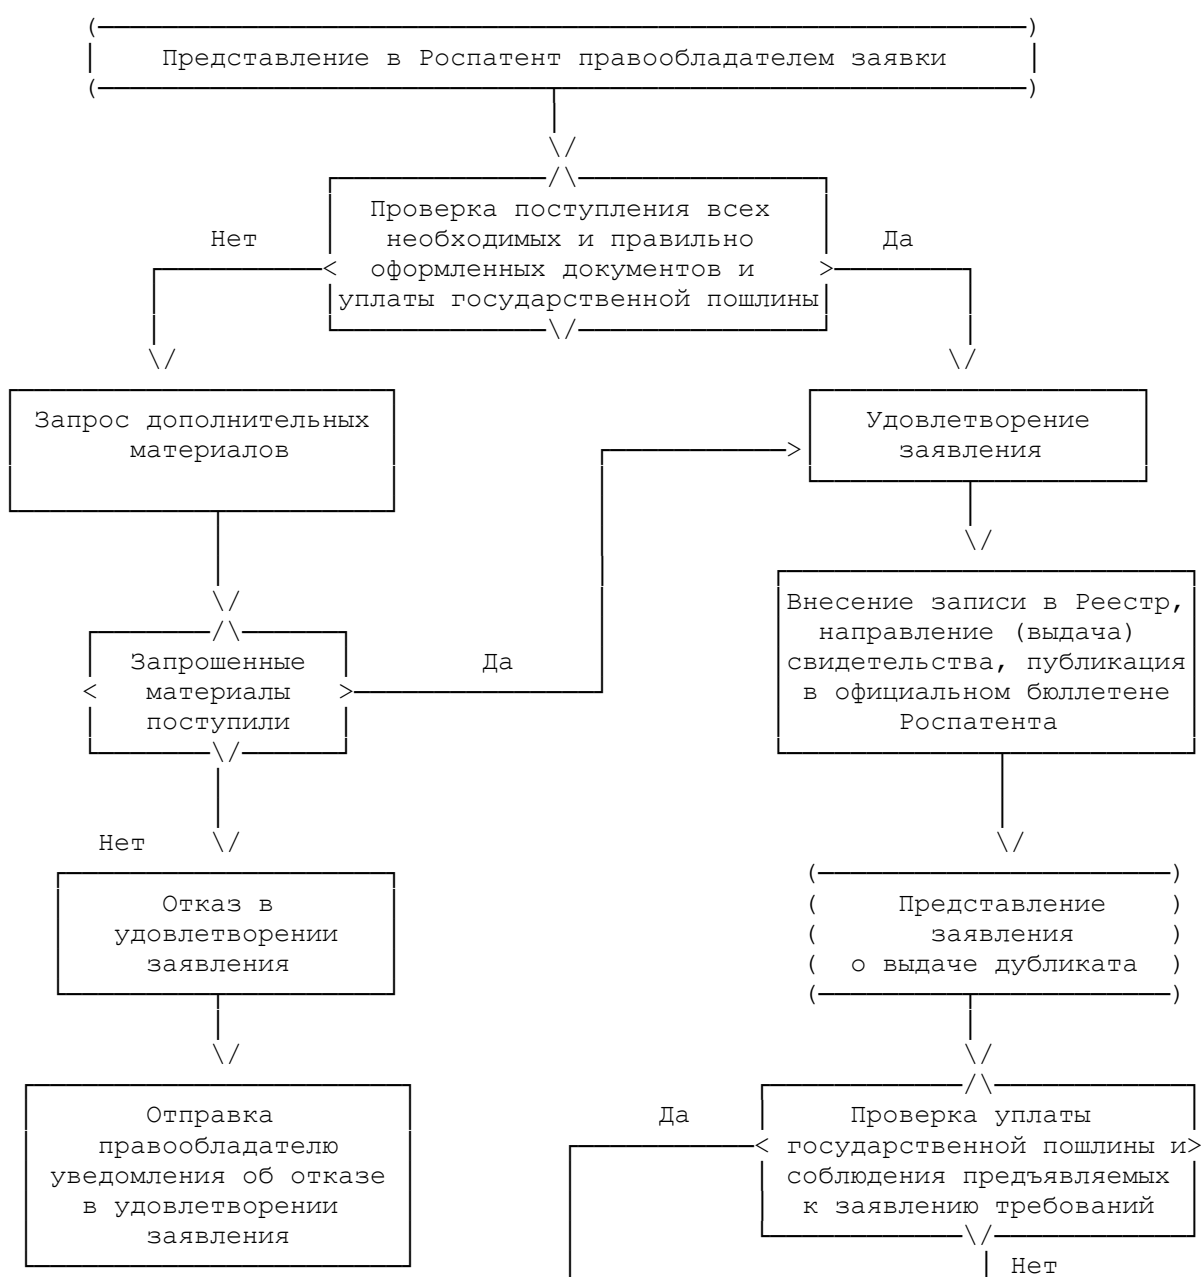 Представление в Роспатент правообладателем заявки
Проверка поступления всех
необходимых и правильно
оформленных документов и
уплаты государственной пошлины
Нет
Да
Запрос дополнительных
материалов
Удовлетворение
заявления
Внесение записи в Реестр,
направление (выдача)
свидетельства, публикация
в официальном бюллетене
Роспатента
Запрошенные
материалы
поступили
Да
Нет
Отказ в
удовлетворении
заявления
Представление
заявления
о выдаче дубликата
Отправка
правообладателю
уведомления об отказе
в удовлетворении
заявления
Да
Проверка уплаты
государственной пошлины и
соблюдения предъявляемых
к заявлению требований
Нет